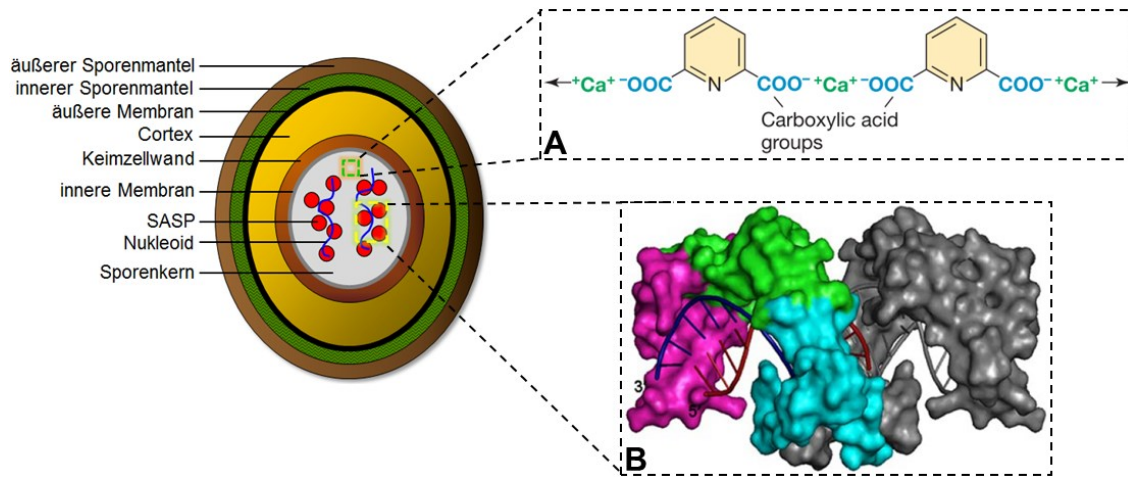 äußerer Sporenmantel
innerer Sporenmantel
äußere Membran
Cortex
Keimzellwand
innere Membran
SASP
Nukleoid
Sporenkern
⁺Ca⁺⁻OOC N COO⁻⁺Ca⁺⁻OOC N COO⁻⁺Ca⁺
Carboxylic acid
groups
A
3'
5'
B